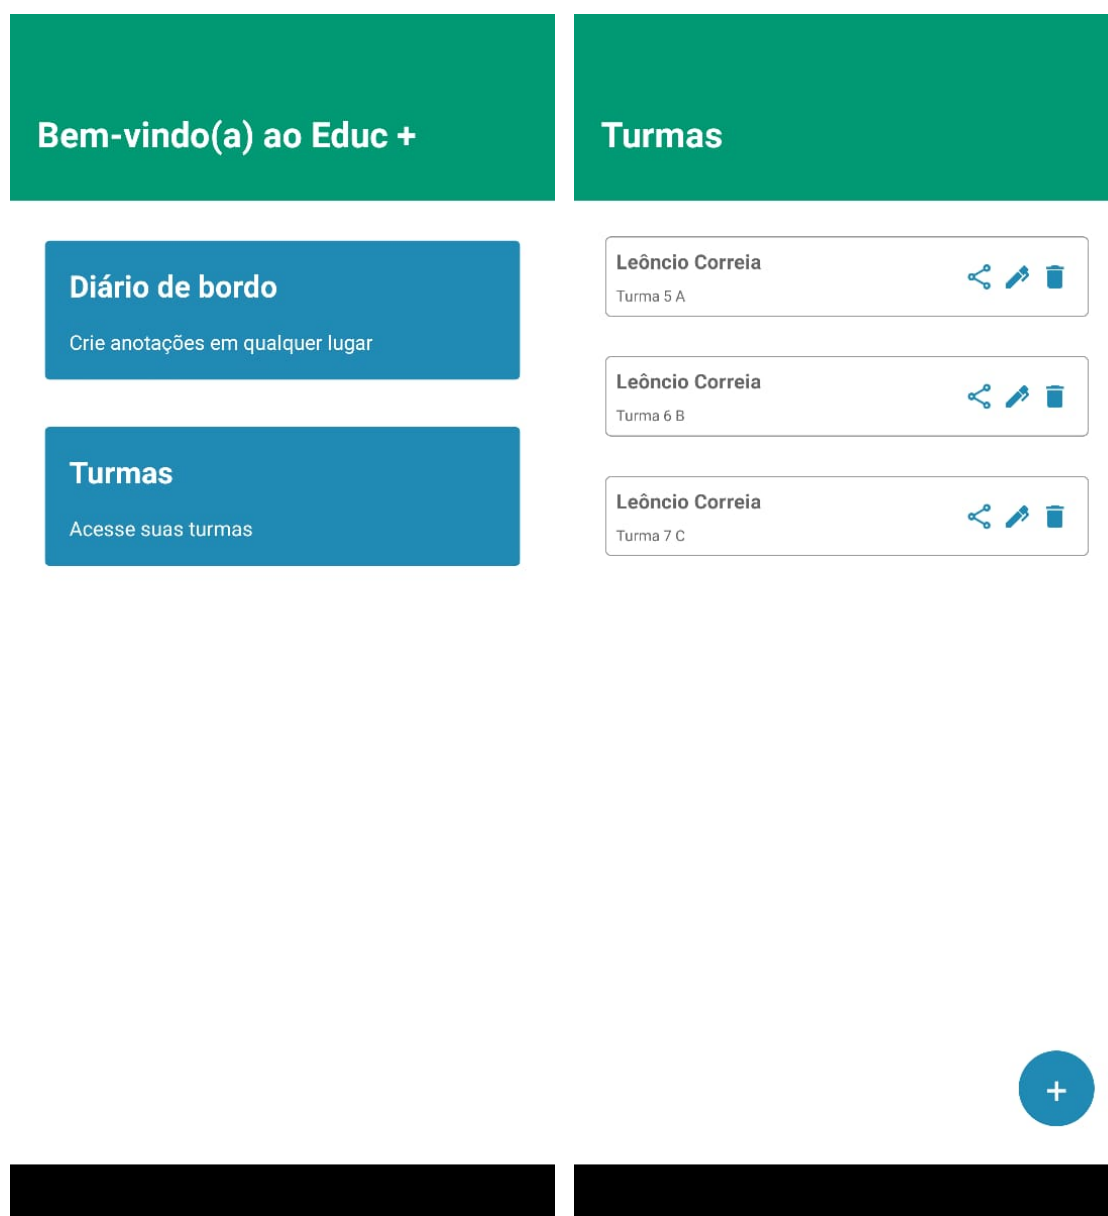 Bem-vindo(a) ao Educ +
Diário de bordo
Crie anotações em qualquer lugar
Turmas
Acesse suas turmas
Turmas
Leôncio Correia
Turma 5 A
Leôncio Correia
Turma 6 B
Leôncio Correia
Turma 7 C
+